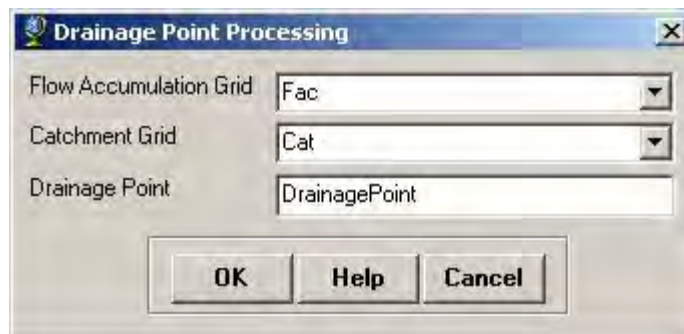 Drainage Point Processing
Flow Accumulation Grid Fac
Catchment Grid Cat
Drainage Point DrainagePoint
OK Help Cancel